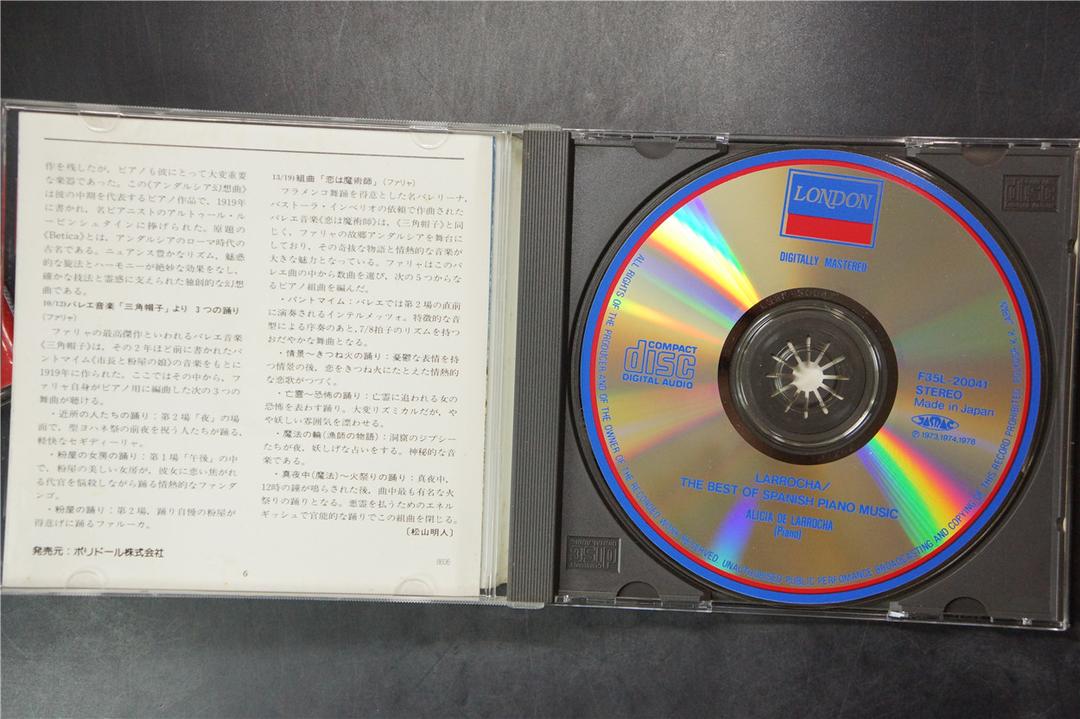 作を残したが、ピアノも彼にとって大変重要
な楽器であった。この《アンダルシア幻想曲》
は彼の中期を代表するピアノ作品で、1919年
に書かれ、名ピアニストのアルトゥール・ル
ービンシュタインに捧げられた。原題の
《Betica》とは、アンダルシアのローマ時代の
古名である。ニュアンス豊かなリズム、魅惑
的な旋法とハーモニーが絶妙な効果をなし、
確かな技法と霊感に支えられた独創的な幻想
曲である。
10/12)バレエ音楽「三角帽子」より 3つの踊り
(ファリャ)
ファリャの最高傑作といわれるバレエ音楽
《三角帽子》は、その2年ほど前に書かれたパ
ントマイム《市長と粉屋の娘》の音楽をもとに
1919年に作られた。ここではその中から、フ
ァリャ自身がピアノ用に編曲した次の3つの
舞曲が聴ける。
・近所の人たちの踊り：第2場「夜」の場
面で、聖ヨハネ祭の前夜を祝う人たちが踊る、
軽快なセギディーリャ。
・粉屋の女房の踊り：第1場「午後」の中
で、粉屋の美しい女房が、彼女に思い焦がれ
る代官を悩殺しながら踊る情熱的なファンダ
ンゴ。
・粉屋の踊り：第2場、踊り自慢の粉屋が
得意げに踊るファルーカ。
発売元：ポリドール株式会社
6
13/19)組曲「恋は魔術師」(ファリャ)
フラメンコ舞踊を得意とした名バレリーナ、
パストーラ・インペリオの依頼で作曲された
バレエ音楽《恋は魔術師》は、《三角帽子》と同
じく、ファリャの故郷アンダルシアを舞台に
しており、その奇抜な物語と情熱的な音楽が
大きな魅力となっている。ファリャはこのバ
レエ曲の中から数曲を選び、次の5つからな
るピアノ組曲を編んだ。
・パントマイム：バレエでは第2場の直前
に演奏されるインテルメッツォ。特徴的な音
型による序奏のあと、7/8拍子のリズムを持つ
おだやかな舞曲となる。
・情景〜きつね火の踊り：憂鬱な表情を持
つ情景の後、恋をきつね火にたとえた情熱的
な恋歌がつづく。
・亡霊〜恐怖の踊り：亡霊に追われる女の
恐怖を表わす踊り。大変リズミカルだが、や
や妖しい雰囲気を漂わせる。
・魔法の輪(漁師の物語)：洞窟のジプシー
たちが夜、妖しげな占いをする。神秘的な音
楽である。
・真夜中(魔法)〜火祭りの踊り：真夜中、
12時の鐘が鳴らされた後、曲中最も有名な火
祭りの踊りとなる。悪霊を払うためのエネル
ギッシュで官能的な踊りでこの組曲を閉じる。
〔松山明人〕
8606
LONDON
DIGITALLY MASTERED
COMPACT
disc
DIGITAL AUDIO
F35L-20041
STEREO
Made in Japan
JASRAC
Ⓟ 1973,1974,1976
LARROCHA/
THE BEST OF SPANISH PIANO MUSIC
ALICIA DE LARROCHA
(Piano)
ALL RIGHTS OF THE PRODUCER AND OF THE OWNER OF THE RECORDED WORK RESERVED. UNAUTHORISED PUBLIC PERFOMANCE BROADCASTING AND COPYING OF THIS RECORD PROHIBITED.